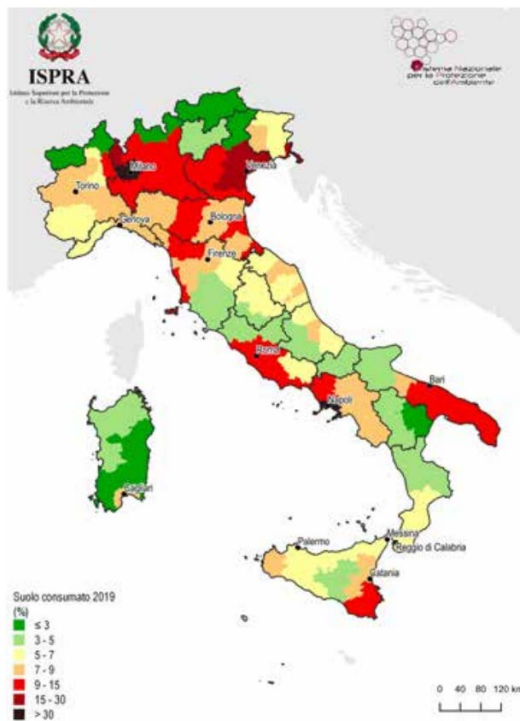 ISPRA
Istituto Superiore per la Protezione
e la Ricerca Ambientale
Sistema Nazionale
per la Protezione
dell'Ambiente
Milano
Venezia
Torino
Genova
Bologna
Firenze
Roma
Napoli
Bari
Cagliari
Palermo
Messina
Reggio di Calabria
Catania
Suolo consumato 2019
(%)
≤ 3
3 - 5
5 - 7
7 - 9
9 - 15
15 - 30
> 30
0 40 80 120 km